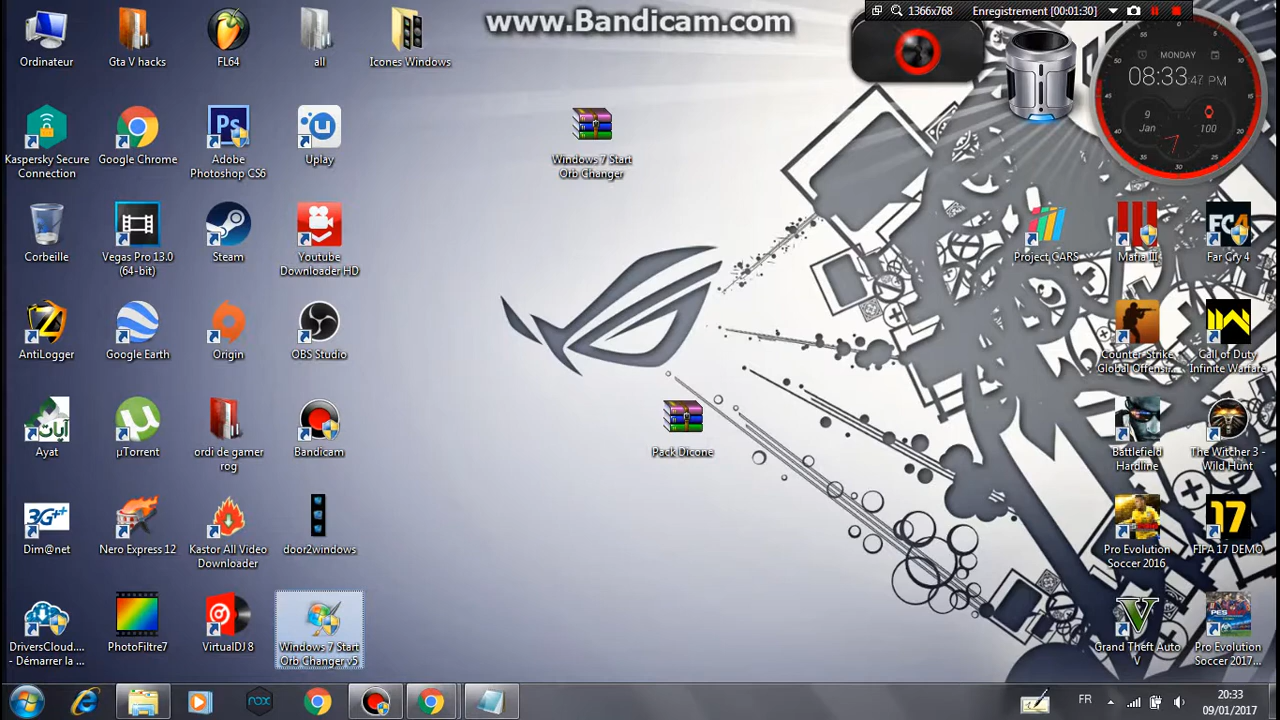 www.Bandicam.com
1366x768
Enregistrement [00:01:30]
Ordinateur
Gta V hacks
FL64
all
Icones Windows
MONDAY
08:33:47 PM
9
Jan
100
Kaspersky Secure
Connection
Google Chrome
Adobe
Photoshop CS6
Uplay
Windows 7 Start
Orb Changer
Corbeille
Vegas Pro 13.0
(64-bit)
Steam
Youtube
Downloader HD
Project CARS
Mafia III
Far Cry 4
AntiLogger
Google Earth
Origin
OBS Studio
Counter-Strike
Global Offensi...
Call of Duty
Infinite Warfare
Ayat
µTorrent
ordi de gamer
rog
Bandicam
Pack Dicone
Battlefield
Hardline
The Witcher 3 -
Wild Hunt
Dim@net
Nero Express 12
Kastor All Video
Downloader
door2windows
Pro Evolution
Soccer 2016
FIFA 17 DEMO
DriversCloud....
- Démarrer la ...
PhotoFiltre7
VirtualDJ 8
Windows 7 Start
Orb Changer v5
Grand Theft Auto
V
Pro Evolution
Soccer 2017...
FR
20:33
09/01/2017